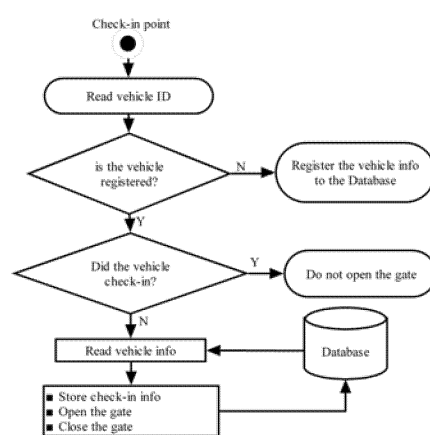 Check-in point
Read vehicle ID
is the vehicle
registered?
N
Register the vehicle info
to the Database
Y
Did the vehicle
check-in?
Y
Do not open the gate
N
Read vehicle info
Database
■ Store check-in info
■ Open the gate
■ Close the gate